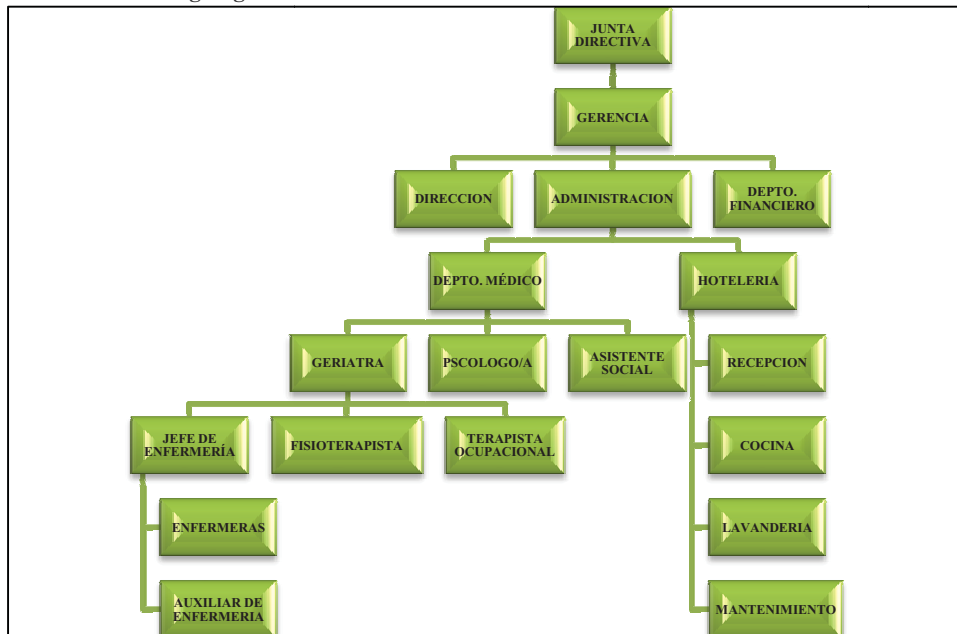 JUNTA
DIRECTIVA
GERENCIA
DIRECCION
ADMINISTRACION
DEPTO.
FINANCIERO
DEPTO. MÉDICO
HOTELERIA
GERIATRA
PSCOLOGO/A
ASISTENTE
SOCIAL
RECEPCION
JEFE DE
ENFERMERÍA
FISIOTERAPISTA
TERAPISTA
OCUPACIONAL
COCINA
ENFERMERAS
LAVANDERIA
AUXILIAR DE
ENFERMERIA
MANTENIMIENTO